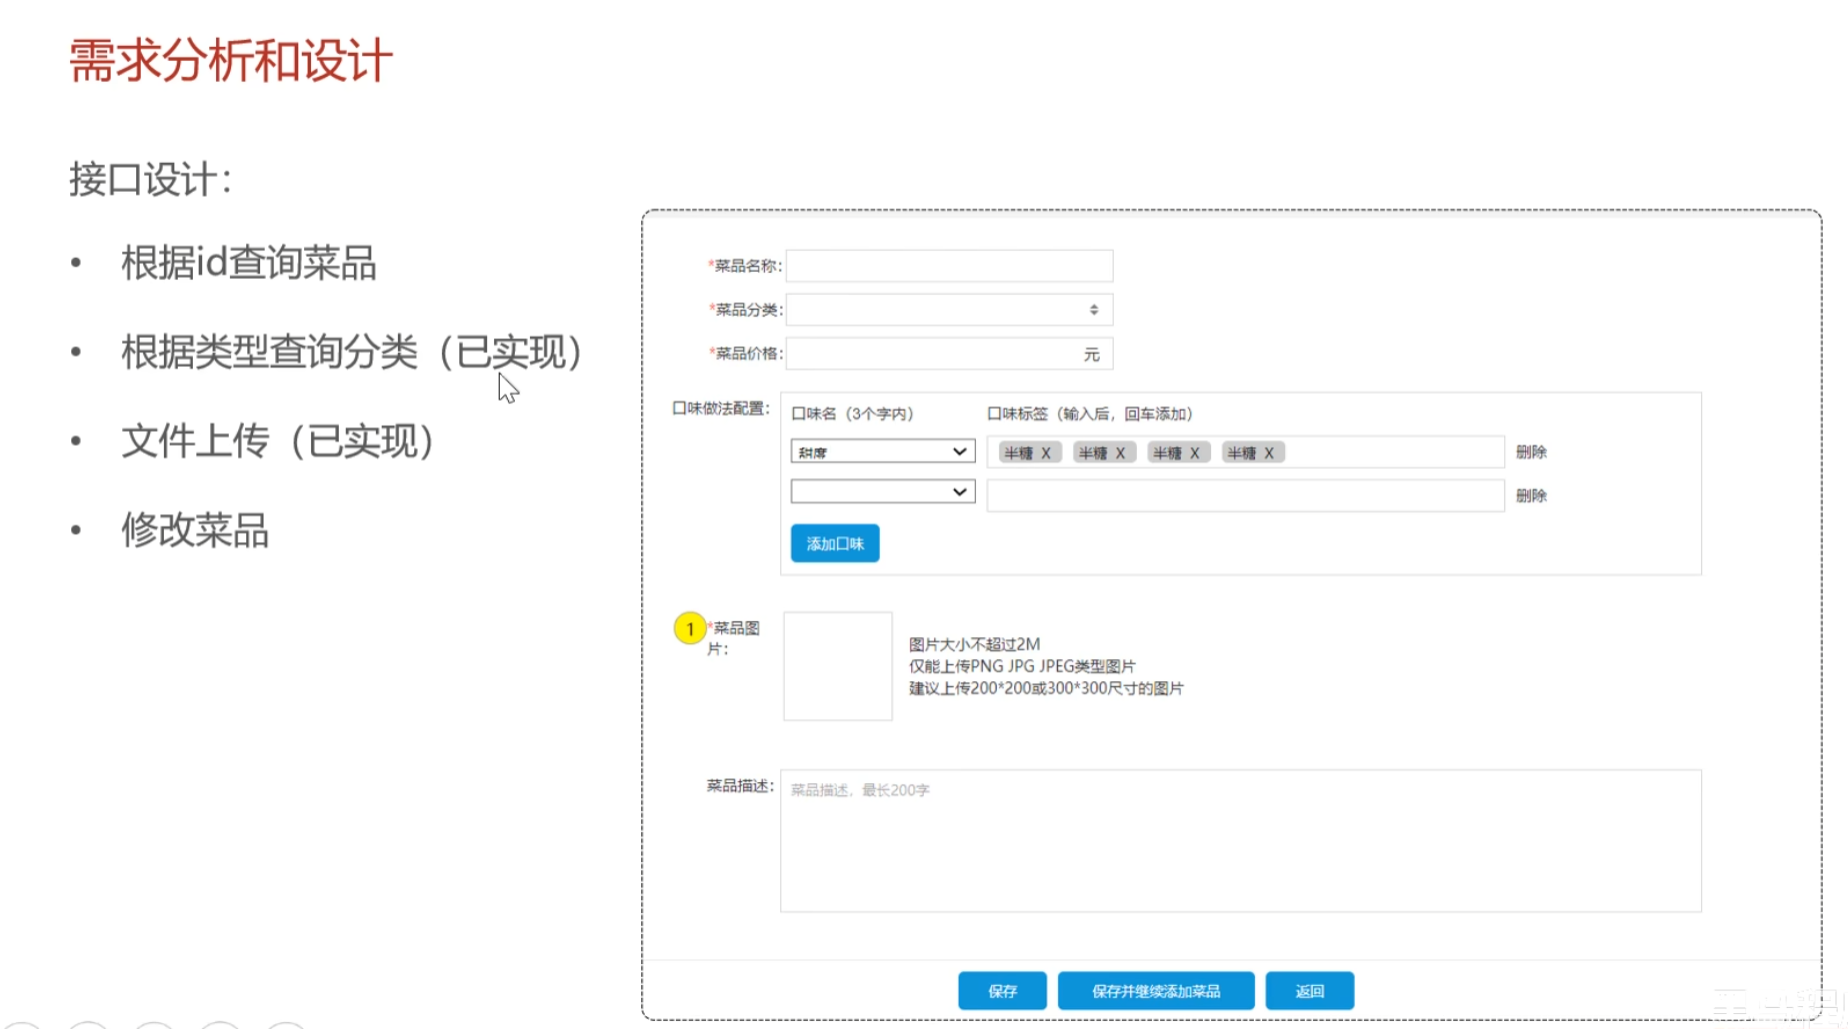 需求分析和设计
接口设计：
• 根据id查询菜品
• 根据类型查询分类（已实现）
• 文件上传（已实现）
• 修改菜品
*菜品名称:
*菜品分类:
*菜品价格: 元
口味做法配置： 口味名（3个字内） 口味标签（输入后，回车添加）
甜度 半糖 X 半糖 X 半糖 X 半糖 X 删除
删除
添加口味
1 *菜品图
片：
图片大小不超过2M
仅能上传PNG JPG JPEG类型图片
建议上传200*200或300*300尺寸的图片
菜品描述： 菜品描述，最长200字
保存 保存并继续添加菜品 返回